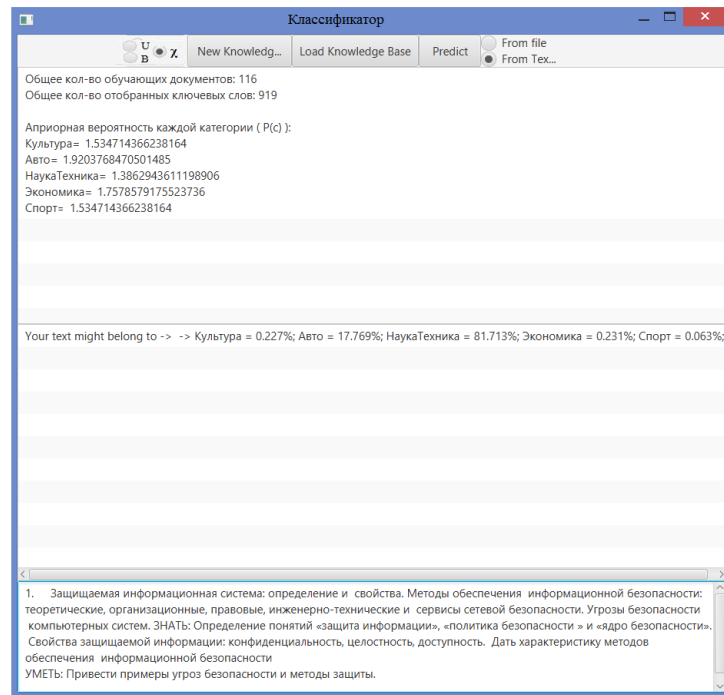 Классификатор
U
B
χ
New Knowledg...
Load Knowledge Base
Predict
From file
From Tex...
Общее кол-во обучающих документов: 116
Общее кол-во отобранных ключевых слов: 919
Априорная вероятность каждой категории ( P(c) ):
Культура= 1.534714366238164
Авто= 1.9203768470501485
НаукаТехника= 1.3862943611198906
Экономика= 1.7578579175523736
Спорт= 1.534714366238164
Your text might belong to -> -> Культура = 0.227%; Авто = 17.769%; НаукаТехника = 81.713%; Экономика = 0.231%; Спорт = 0.063%;
1. Защищаемая информационная система: определение и свойства. Методы обеспечения информационной безопасности:
теоретические, организационные, правовые, инженерно-технические и сервисы сетевой безопасности. Угрозы безопасности
компьютерных систем. ЗНАТЬ: Определение понятий «защита информации», «политика безопасности » и «ядро безопасности».
Свойства защищаемой информации: конфиденциальность, целостность, доступность. Дать характеристику методов
обеспечения информационной безопасности
УМЕТЬ: Привести примеры угроз безопасности и методы защиты.